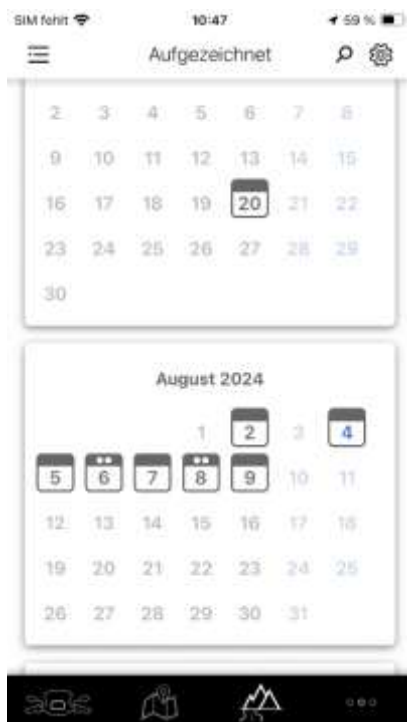 SIM fehlt 10:47 59 %
Aufgezeichnet
2 3 4 5 6 7 8
9 10 11 12 13 14 15
16 17 18 19 20 21 22
23 24 25 26 27 28 29
30
August 2024
1 2 3 4
5 6 7 8 9 10 11
12 13 14 15 16 17 18
19 20 21 22 23 24 25
26 27 28 29 30 31